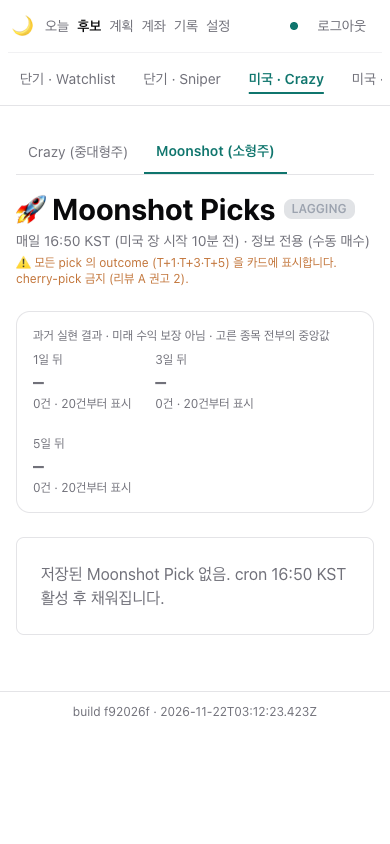 🌙 오늘 후보 계획 계좌 기록 설정 로그아웃
단기 · Watchlist 단기 · Sniper 미국 · Crazy 미국 ·
Crazy (중대형주) Moonshot (소형주)
🚀 Moonshot Picks LAGGING
매일 16:50 KST (미국 장 시작 10분 전) · 정보 전용 (수동 매수)
⚠️ 모든 pick 의 outcome (T+1·T+3·T+5) 을 카드에 표시합니다.
cherry-pick 금지 (리뷰 A 권고 2).
과거 실현 결과 · 미래 수익 보장 아님 · 고른 종목 전부의 중앙값
1일 뒤 3일 뒤
— —
0건 · 20건부터 표시 0건 · 20건부터 표시
5일 뒤
—
0건 · 20건부터 표시
저장된 Moonshot Pick 없음. cron 16:50 KST
활성 후 채워집니다.
build f92026f · 2026-11-22T03:12:23.423Z